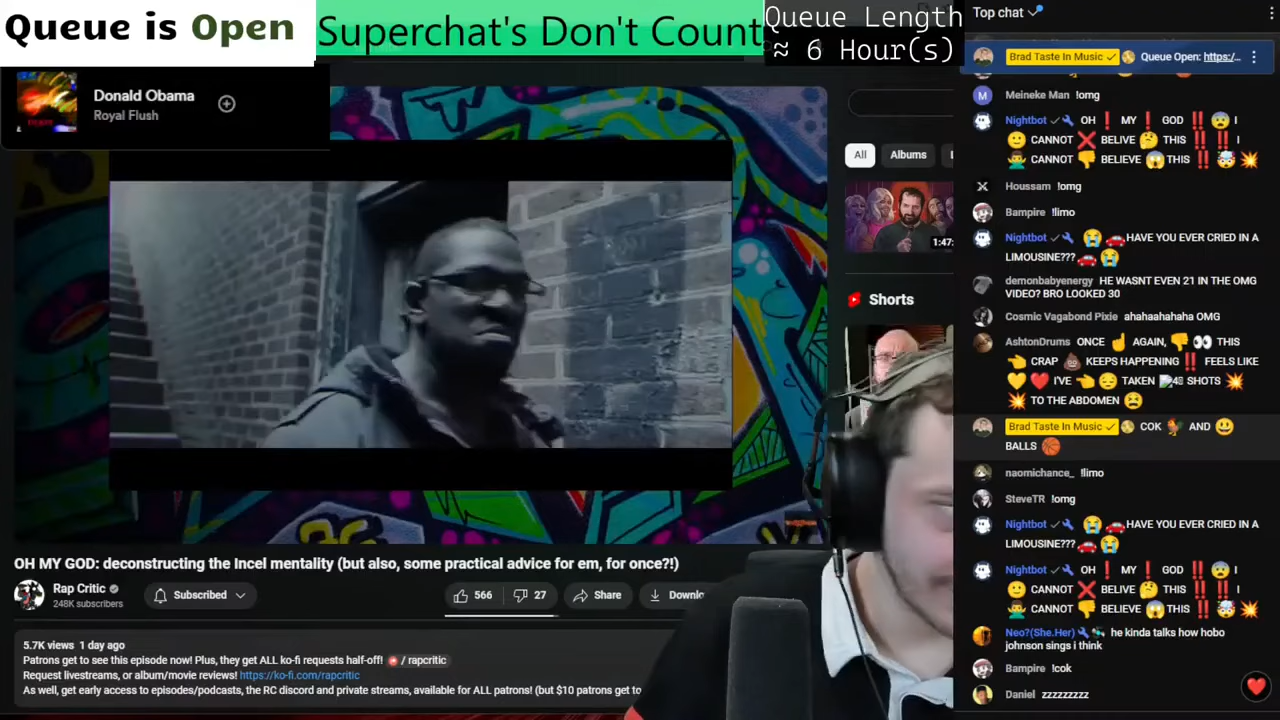 Queue is Open
Superchat's Don't Count
Queue Length
≈ 6 Hour(s)
Donald Obama
Royal Flush
All
Albums
1:47:
Shorts
OH MY GOD: deconstructing the Incel mentality (but also, some practical advice for em, for once?!)
Rap Critic
248K subscribers
Subscribed
566
27
Share
Downlo
5.7K views 1 day ago
Patrons get to see this episode now! Plus, they get ALL ko-fi requests half-off! / rapcritic
Request livestreams, or album/movie reviews! https://ko-fi.com/rapcritic
As well, get early access to episodes/podcasts, the RC discord and private streams, available for ALL patrons! (but $10 patrons get to
Top chat
Brad Taste In Music ✓ Queue Open: https:/...
M
Meineke Man !omg
Nightbot ✓ OH ❗ MY ❗ GOD ‼️ 😨 I
🙂 CANNOT ❌ BELIVE 🤔 THIS ‼️ ‼️ I
🙅‍♂️ CANNOT 👎 BELIEVE 😱 THIS ‼️ 🤯 💥
Houssam !omg
Bampire !limo
Nightbot ✓ 😭 🚗 HAVE YOU EVER CRIED IN A
LIMOUSINE??? 🚗 😭
demonbabyenergy HE WASNT EVEN 21 IN THE OMG
VIDEO? BRO LOOKED 30
Cosmic Vagabond Pixie ahahaahahaha OMG
AshtonDrums ONCE ☝️ AGAIN, 👎 👀 THIS
👈 CRAP 💩 KEEPS HAPPENING ‼️ FEELS LIKE
💛 ❤️ I'VE 👈 😔 TAKEN SHOTS 💥
💥 TO THE ABDOMEN 😫
Brad Taste In Music ✓ COK 🐓 AND 😃
BALLS 🏀
naomichance_ !limo
SteveTR !omg
Nightbot ✓ 😭 🚗 HAVE YOU EVER CRIED IN A
LIMOUSINE??? 🚗 😭
Nightbot ✓ OH ❗ MY ❗ GOD ‼️ 😨 I
🙂 CANNOT ❌ BELIVE 🤔 THIS ‼️ ‼️ I
🙅‍♂️ CANNOT 👎 BELIEVE 😱 THIS ‼️ 🤯 💥
Neo?(She.Her) he kinda talks how hobo
johnson sings i think
Bampire !cok
Daniel zzzzzzzzz